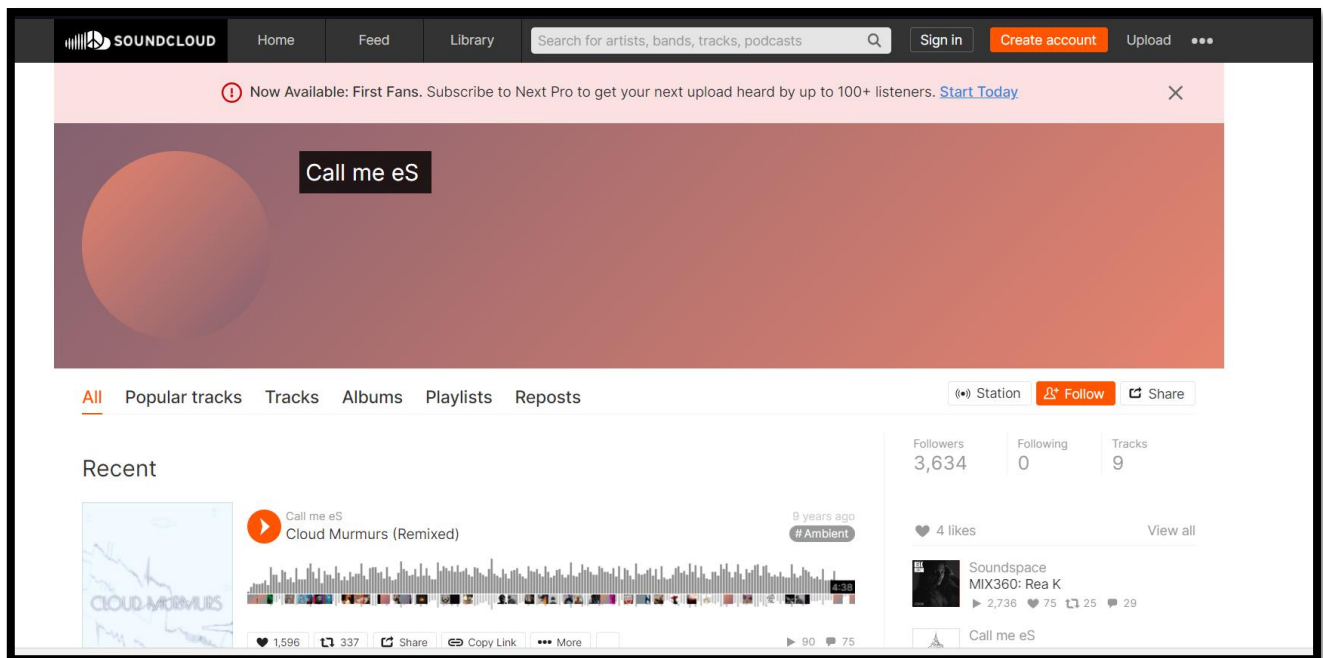 SOUNDCLOUD Home Feed Library Search for artists, bands, tracks, podcasts Sign in Create account Upload
Now Available: First Fans. Subscribe to Next Pro to get your next upload heard by up to 100+ listeners. Start Today
Call me eS
All Popular tracks Tracks Albums Playlists Reposts Station Follow Share
Followers Following Tracks
3,634 0 9
Recent
Call me eS 9 years ago
Cloud Murmurs (Remixed) #Ambient
4:38
CLOUD MURMURS
1,596 337 Share Copy Link More 90 75
4 likes View all
Soundspace
MIX360: Rea K
2,736 75 25 29
Call me eS